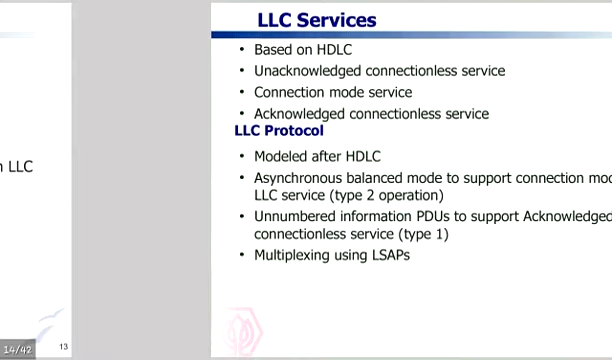 LLC Services
• Based on HDLC
• Unacknowledged connectionless service
• Connection mode service
• Acknowledged connectionless service
LLC Protocol
• Modeled after HDLC
• Asynchronous balanced mode to support connection mo
LLC service (type 2 operation)
• Unnumbered information PDUs to support Acknowledged
connectionless service (type 1)
• Multiplexing using LSAPs
LLC
13
14/42